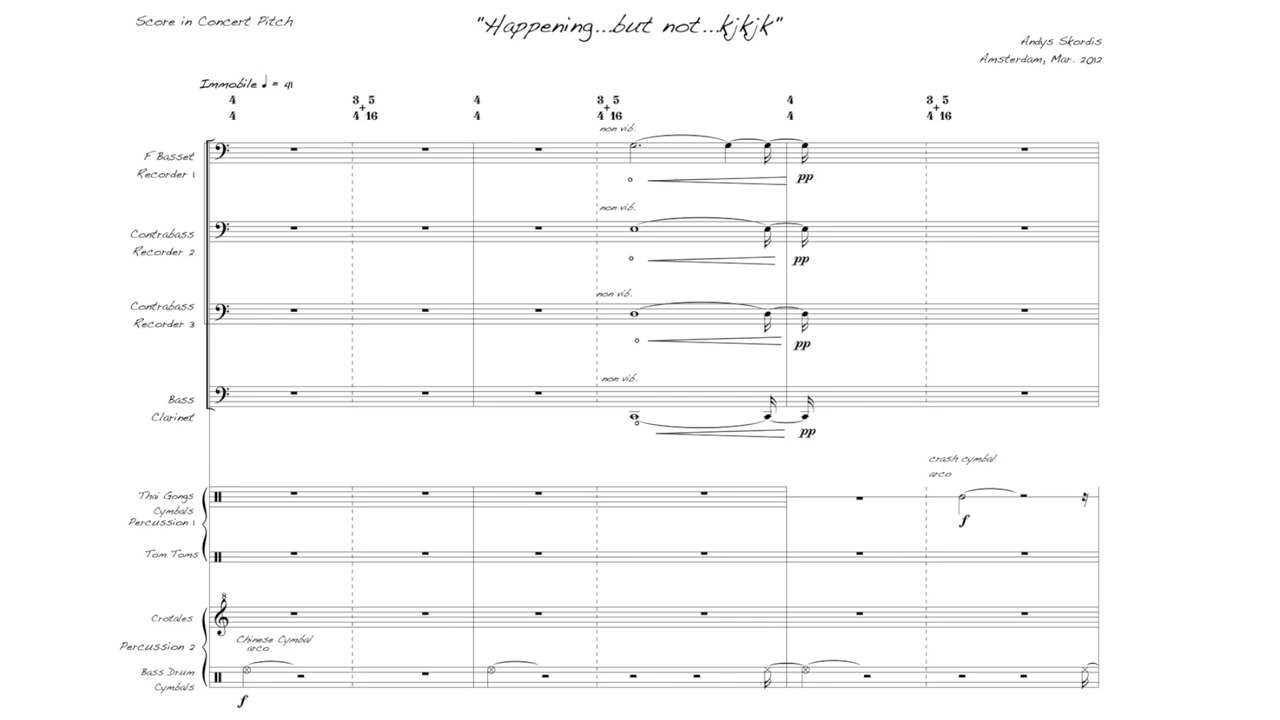 Score in Concert Pitch
"Happening...but not...kjkjk"
Andys Skordis
Amsterdam, Mar. 2012
Immobile ♩ = 41
4 3 + 5 4 3 + 5 4 3 + 5
4 4 16 4 4 16 4 4 16
non vib.
F Basset
Recorder 1
pp
non vib.
Contrabass
Recorder 2
pp
non vib.
Contrabass
Recorder 3
pp
non vib.
Bass
Clarinet
pp
crash cymbal
arco
Thai Gongs
Cymbals
Percussion 1
f
Tom Toms
8
Crotales
Chinese Cymbal
arco
Percussion 2
Bass Drum
Cymbals
f